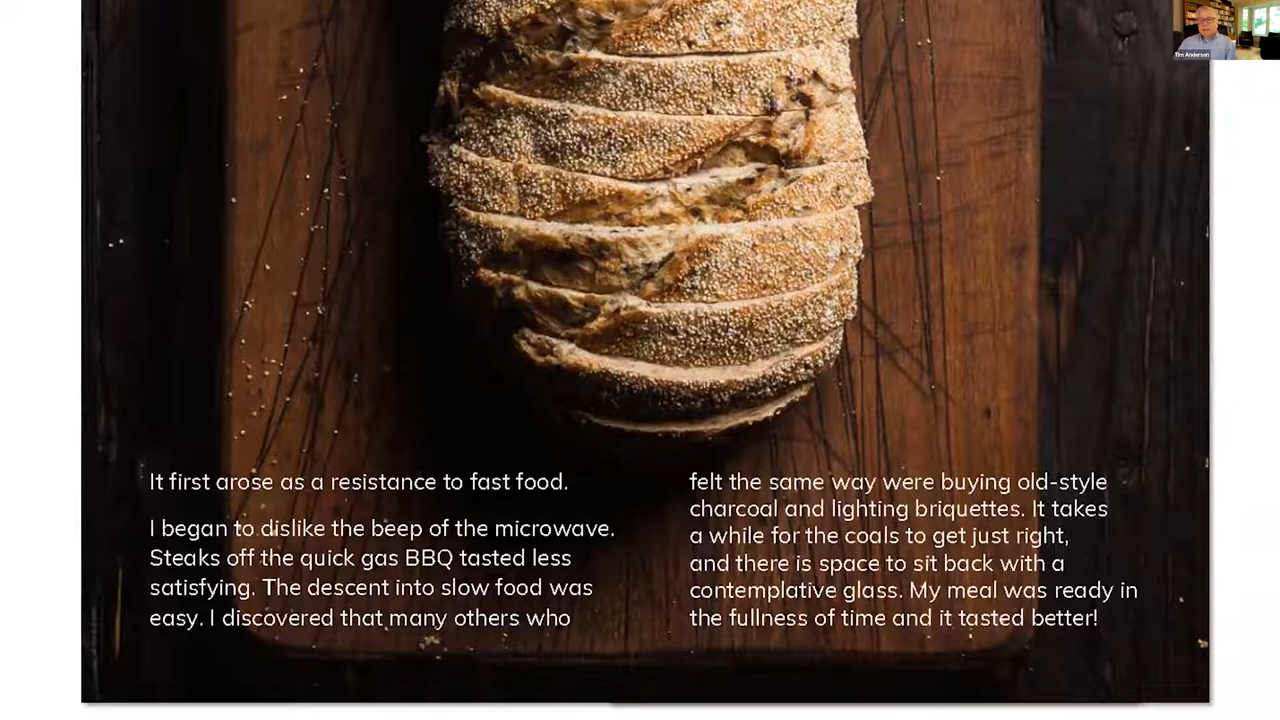 Tim Anderson
It first arose as a resistance to fast food.
I began to dislike the beep of the microwave.
Steaks off the quick gas BBQ tasted less
satisfying. The descent into slow food was
easy. I discovered that many others who
felt the same way were buying old-style
charcoal and lighting briquettes. It takes
a while for the coals to get just right,
and there is space to sit back with a
contemplative glass. My meal was ready in
the fullness of time and it tasted better!